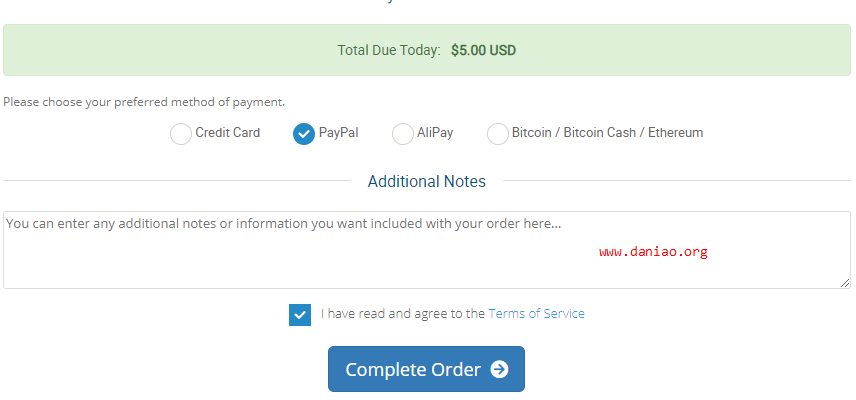 Total Due Today: $5.00 USD
Please choose your preferred method of payment.
Credit Card PayPal AliPay Bitcoin / Bitcoin Cash / Ethereum
Additional Notes
You can enter any additional notes or information you want included with your order here...
www.daniao.org
I have read and agree to the Terms of Service
Complete Order